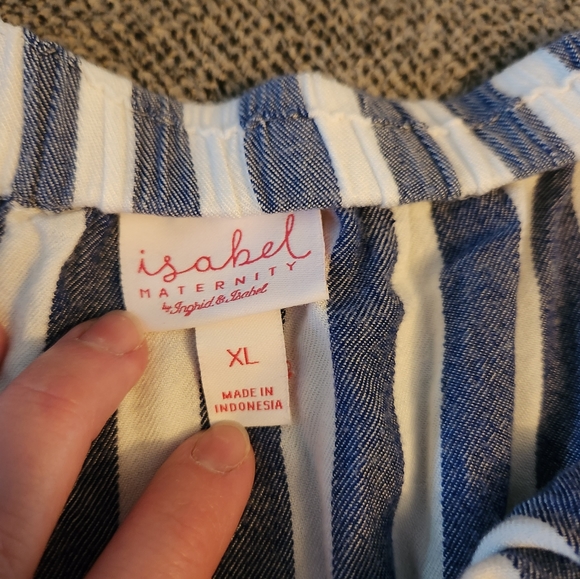 isabel
MATERNITY
by Ingrid & Isabel
XL
MADE IN
INDONESIA